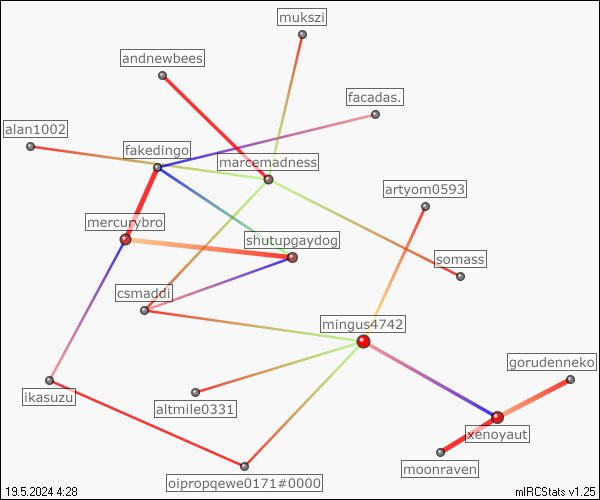 mukszi
andnewbees
facadas.
alan1002
fakedingo
marcemadness
artyom0593
mercurybro
shutupgaydog
somass
csmaddi
mingus4742
gorudenneko
ikasuzu
altmile0331
xenoyaut
moonraven
oipropqewe0171#0000
19.5.2024 4:28
mIRCStats v1.25